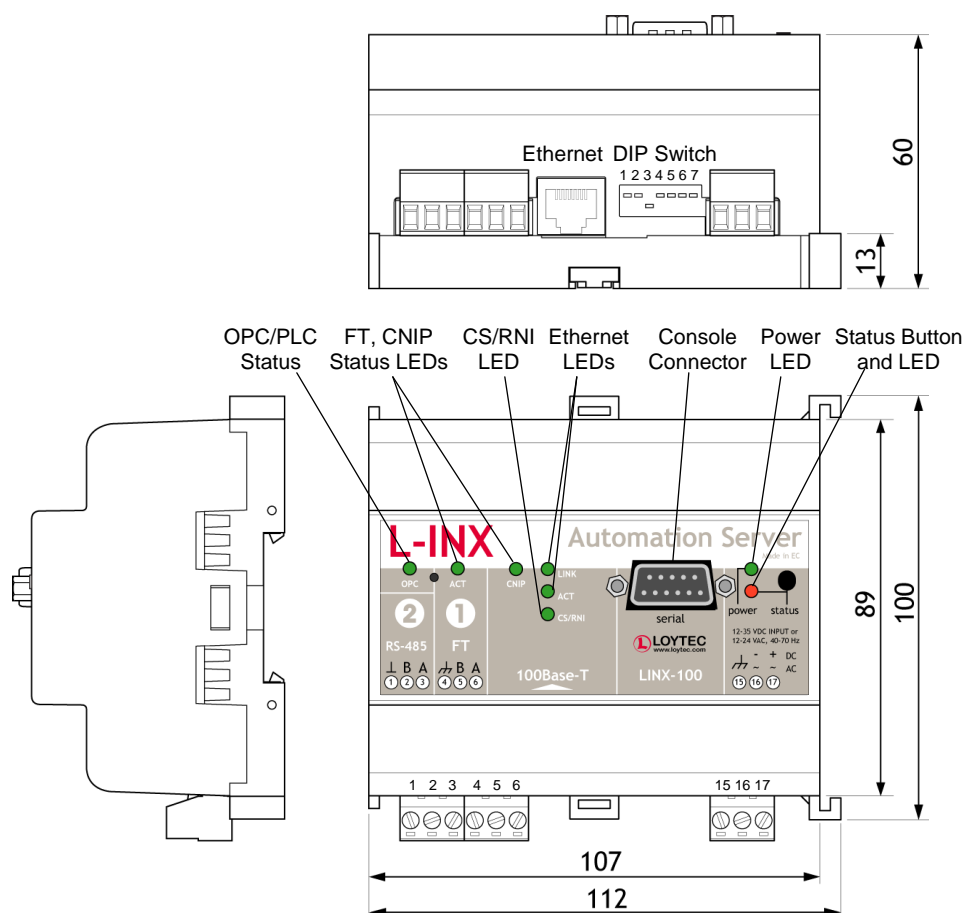 Ethernet DIP Switch
1 2 3 4 5 6 7
60
13
OPC/PLC Status
FT, CNIP Status LEDs
CS/RNI LED
Ethernet LEDs
Console Connector
Power LED
Status Button and LED
L-INX
Automation Server
Made in EC
OPC
ACT
CNIP
LINK
ACT
CS/RNI
serial
power
status
2
RS-485
⊥ B A
1 2 3
1
FT
B A
4 5 6
100Base-T
LOYTEC
www.loytec.com
LINX-100
12-35 VDC INPUT or
12-24 VAC, 40-70 Hz
- + DC
~ ~ AC
15 16 17
89
100
1 2 3 4 5 6
15 16 17
107
112